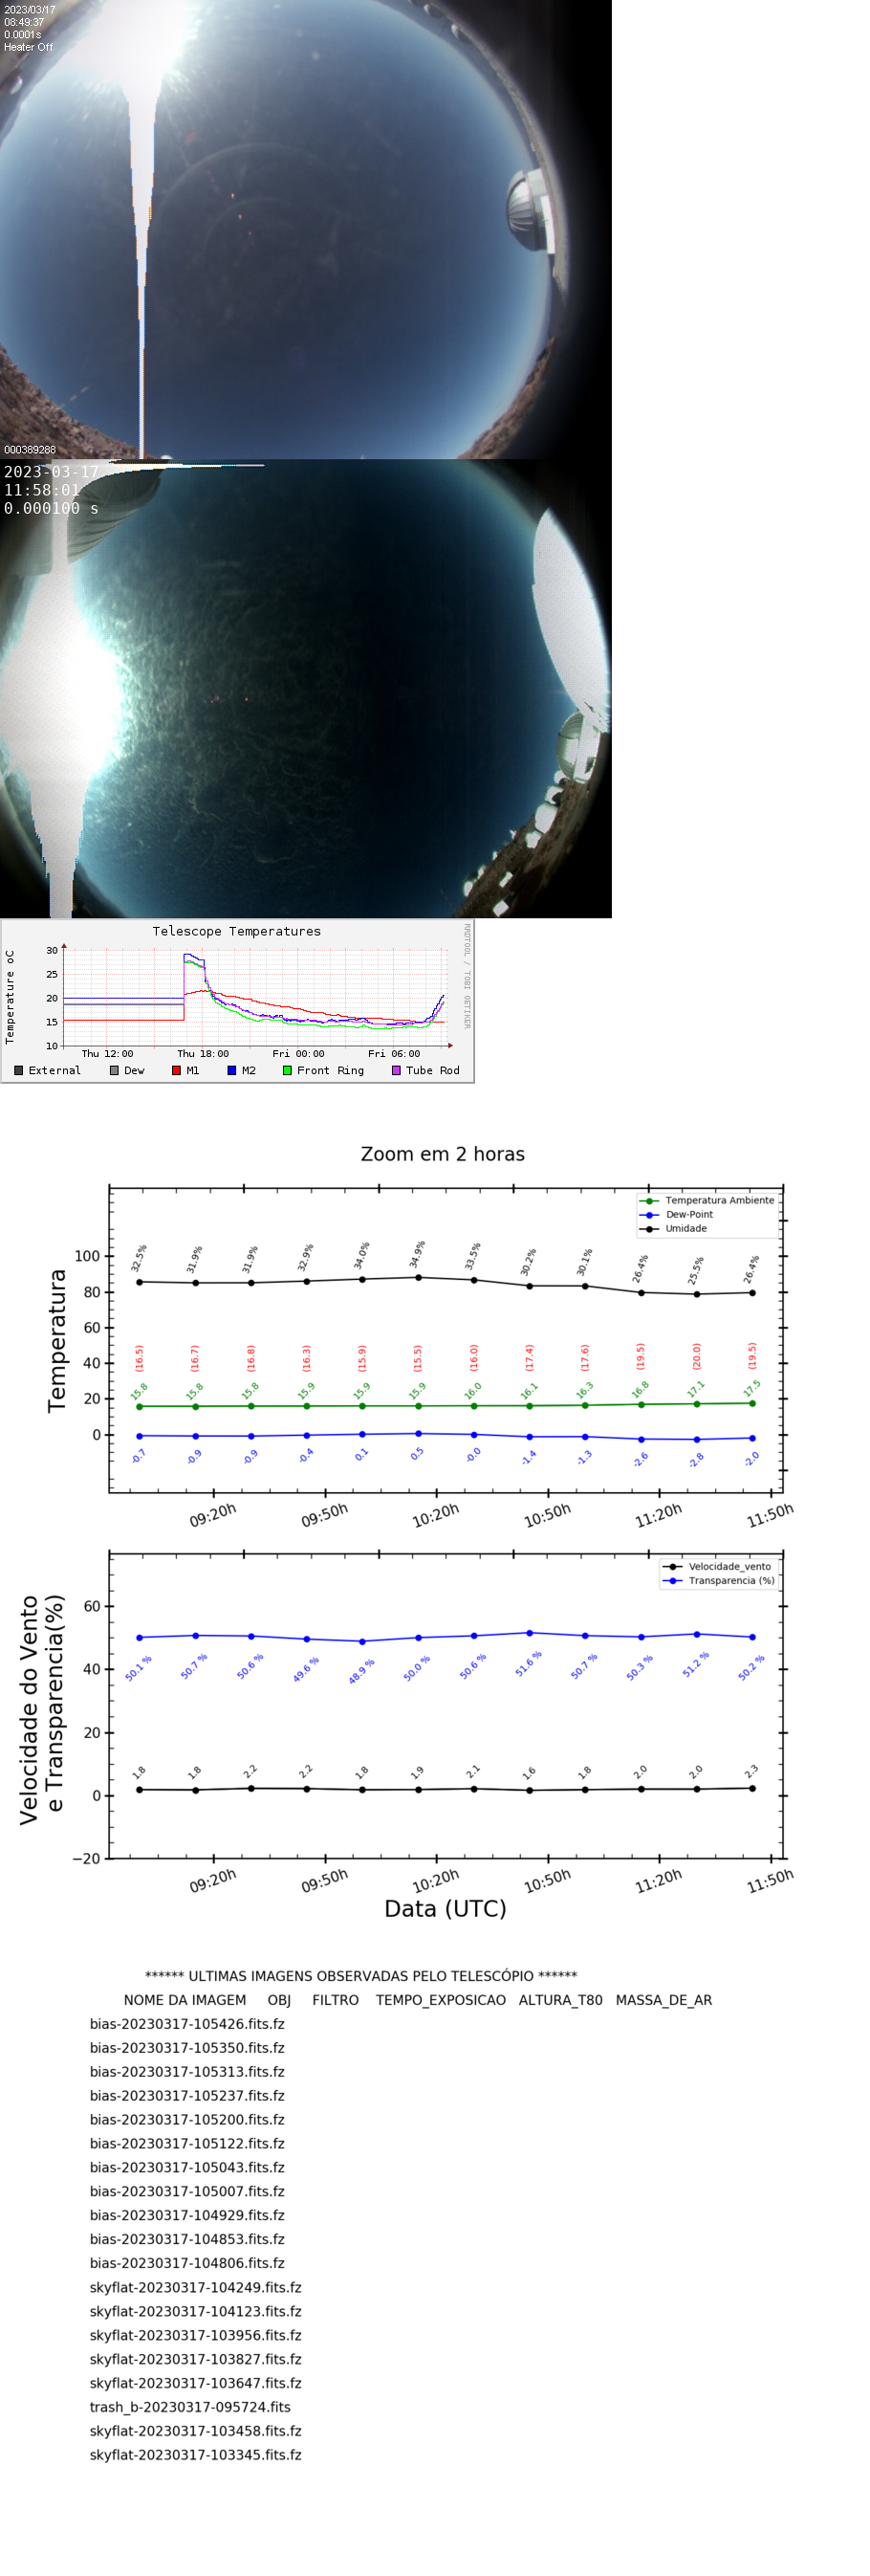 2023/03/17
08:49:37
0.0001s
Heater Off
000389288
2023-03-17
11:58:01
0.000100 s
Telescope Temperatures
RRDTOOL / TOBI OETIKER
Temperature oC
30
25
20
15
10
Thu 12:00 Thu 18:00 Fri 00:00 Fri 06:00
External Dew M1 M2 Front Ring Tube Rod
Zoom em 2 horas
Temperatura Ambiente
Dew-Point
Umidade
Temperatura
100
80
60
40
20
0
32.5% 31.9% 31.9% 32.9% 34.0% 34.9% 33.5% 30.2% 30.1% 26.4% 25.5% 26.4%
(16.5) (16.7) (16.8) (16.3) (15.9) (15.5) (16.0) (17.4) (17.6) (19.5) (20.0) (19.5)
15.8 15.8 15.8 15.9 15.9 15.9 16.0 16.1 16.3 16.8 17.1 17.5
-0.7 -0.9 -0.9 -0.4 0.1 0.5 -0.0 -1.4 -1.3 -2.6 -2.8 -2.0
09:20h 09:50h 10:20h 10:50h 11:20h 11:50h
Velocidade_vento
Transparencia (%)
Velocidade do Vento
e Transparencia(%)
60
40
20
0
−20
50.1 % 50.7 % 50.6 % 49.6 % 48.9 % 50.0 % 50.6 % 51.6 % 50.7 % 50.3 % 51.2 % 50.2 %
1.8 1.8 2.2 2.2 1.8 1.9 2.1 1.6 1.8 2.0 2.0 2.3
09:20h 09:50h 10:20h 10:50h 11:20h 11:50h
Data (UTC)
****** ULTIMAS IMAGENS OBSERVADAS PELO TELESCÓPIO ******
NOME DA IMAGEM OBJ FILTRO TEMPO_EXPOSICAO ALTURA_T80 MASSA_DE_AR
bias-20230317-105426.fits.fz
bias-20230317-105350.fits.fz
bias-20230317-105313.fits.fz
bias-20230317-105237.fits.fz
bias-20230317-105200.fits.fz
bias-20230317-105122.fits.fz
bias-20230317-105043.fits.fz
bias-20230317-105007.fits.fz
bias-20230317-104929.fits.fz
bias-20230317-104853.fits.fz
bias-20230317-104806.fits.fz
skyflat-20230317-104249.fits.fz
skyflat-20230317-104123.fits.fz
skyflat-20230317-103956.fits.fz
skyflat-20230317-103827.fits.fz
skyflat-20230317-103647.fits.fz
trash_b-20230317-095724.fits
skyflat-20230317-103458.fits.fz
skyflat-20230317-103345.fits.fz